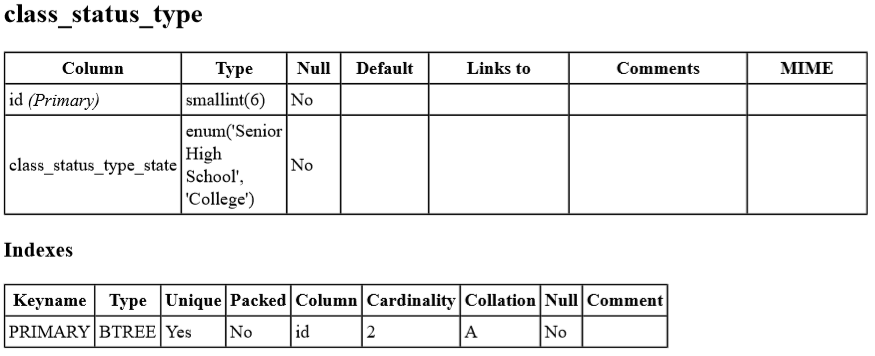 class_status_type
Column Type Null Default Links to Comments MIME
id (Primary) smallint(6) No
class_status_type_state enum('Senior High School', 'College') No
Indexes
Keyname Type Unique Packed Column Cardinality Collation Null Comment
PRIMARY BTREE Yes No id 2 A No